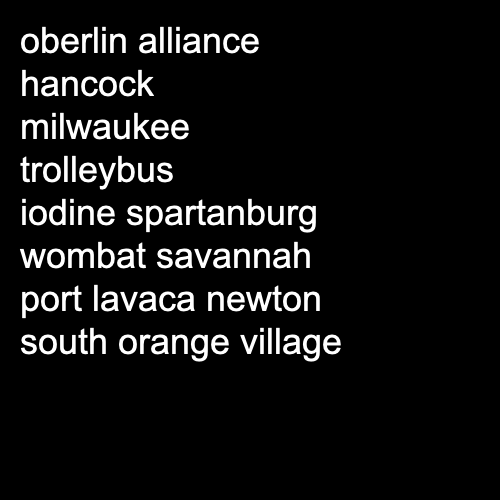 oberlin alliance
hancock
milwaukee
trolleybus
iodine spartanburg
wombat savannah
port lavaca newton
south orange village